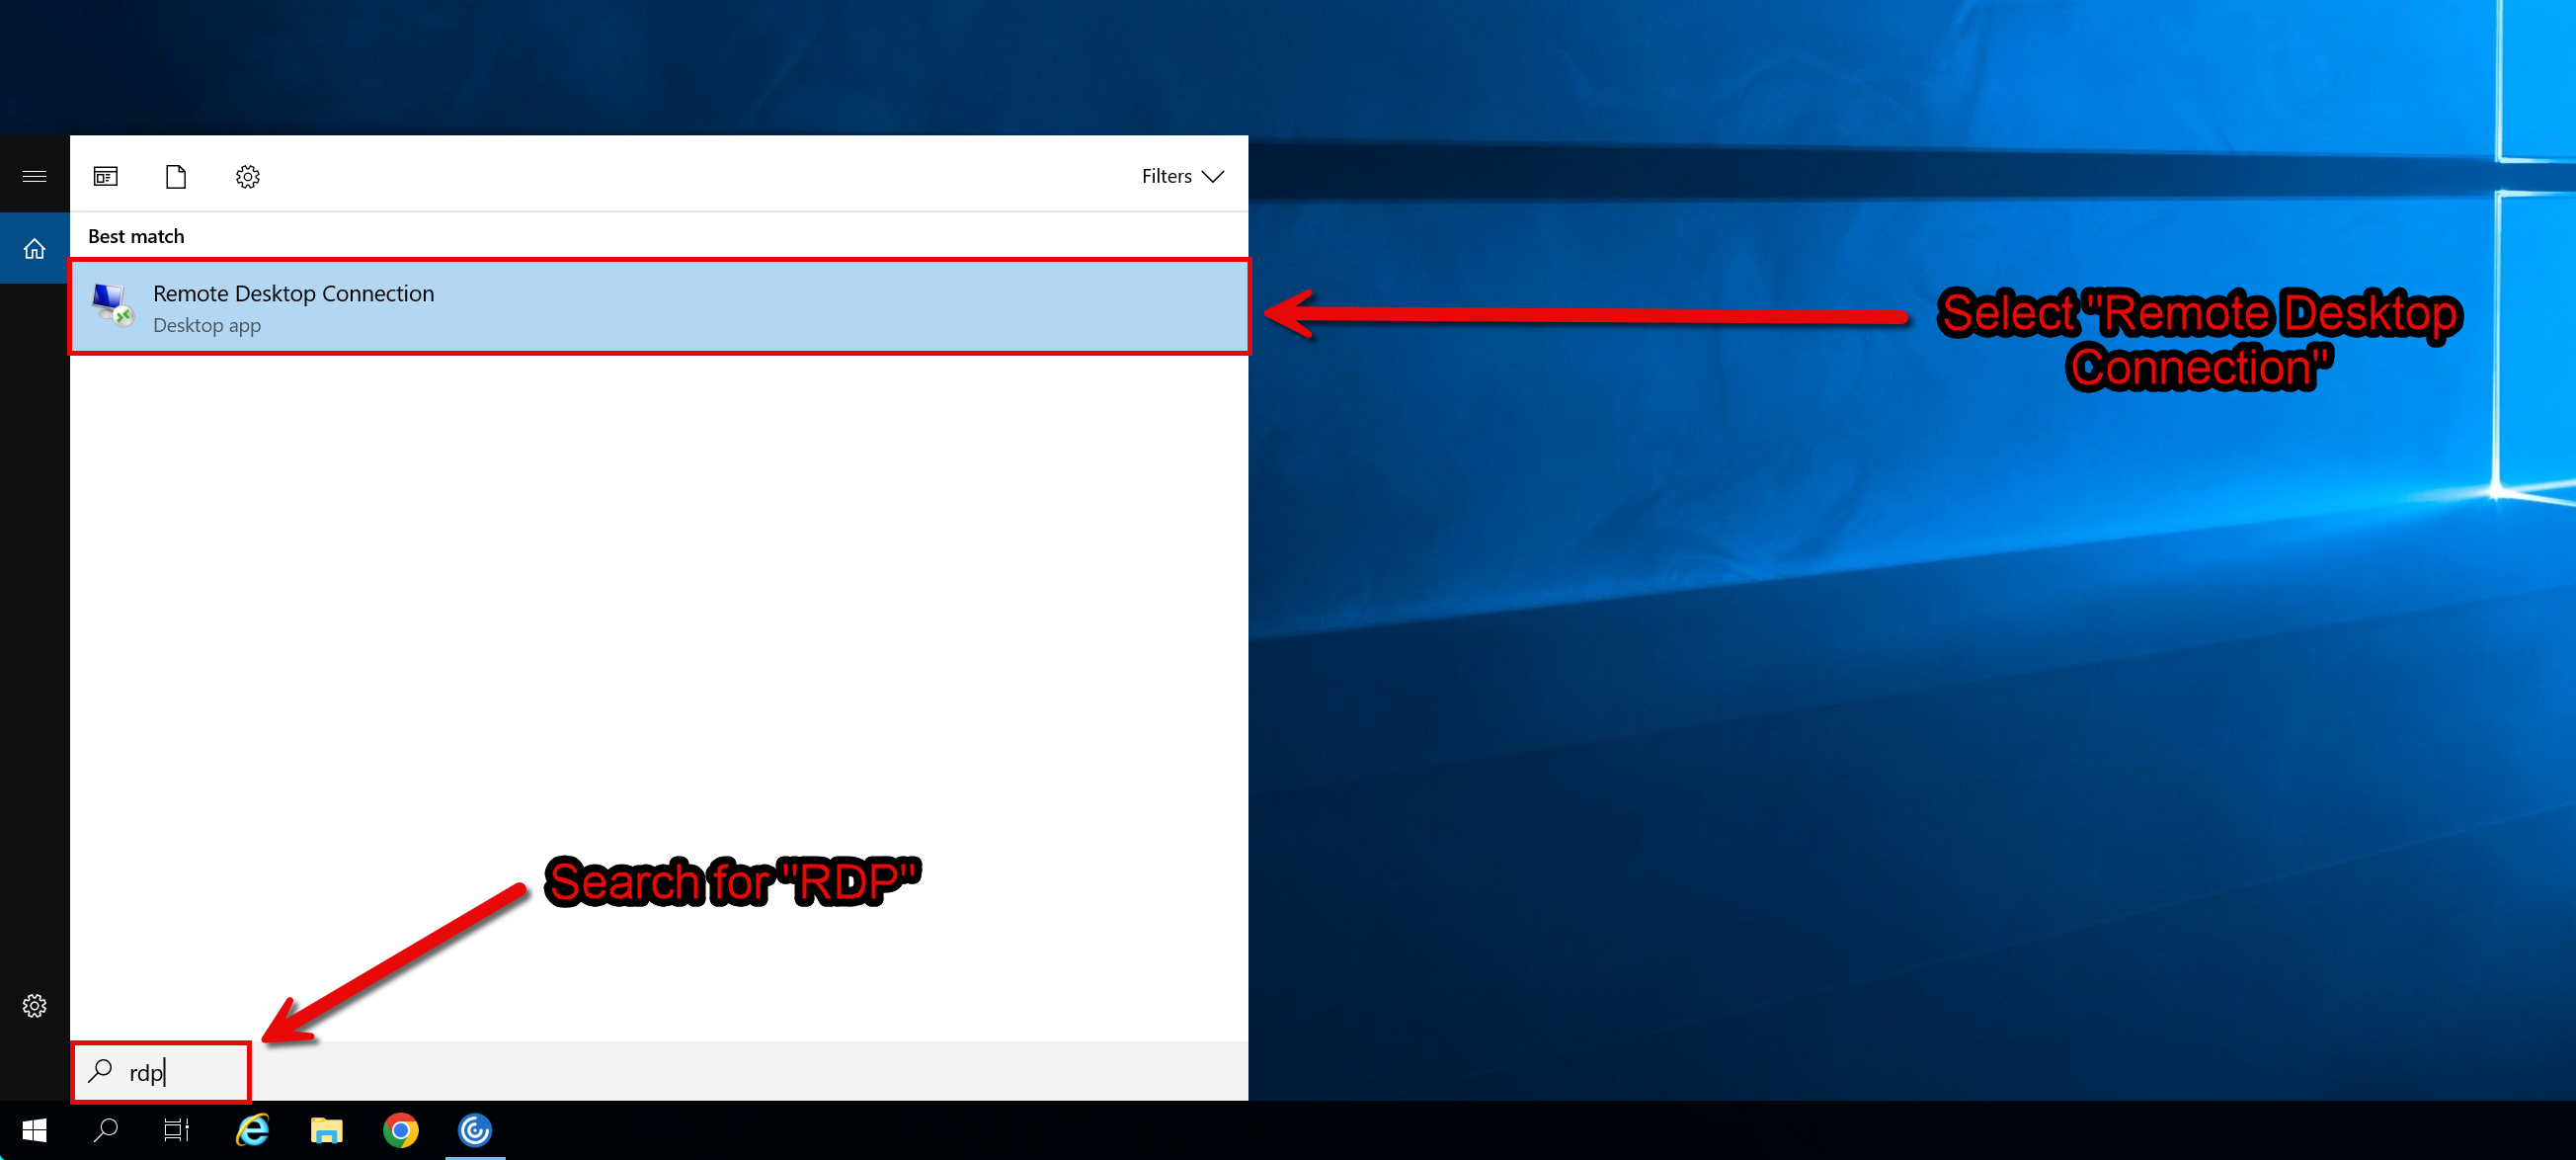 Filters
Best match
Remote Desktop Connection
Desktop app
Select "Remote Desktop
Connection"
Search for "RDP"
rdp